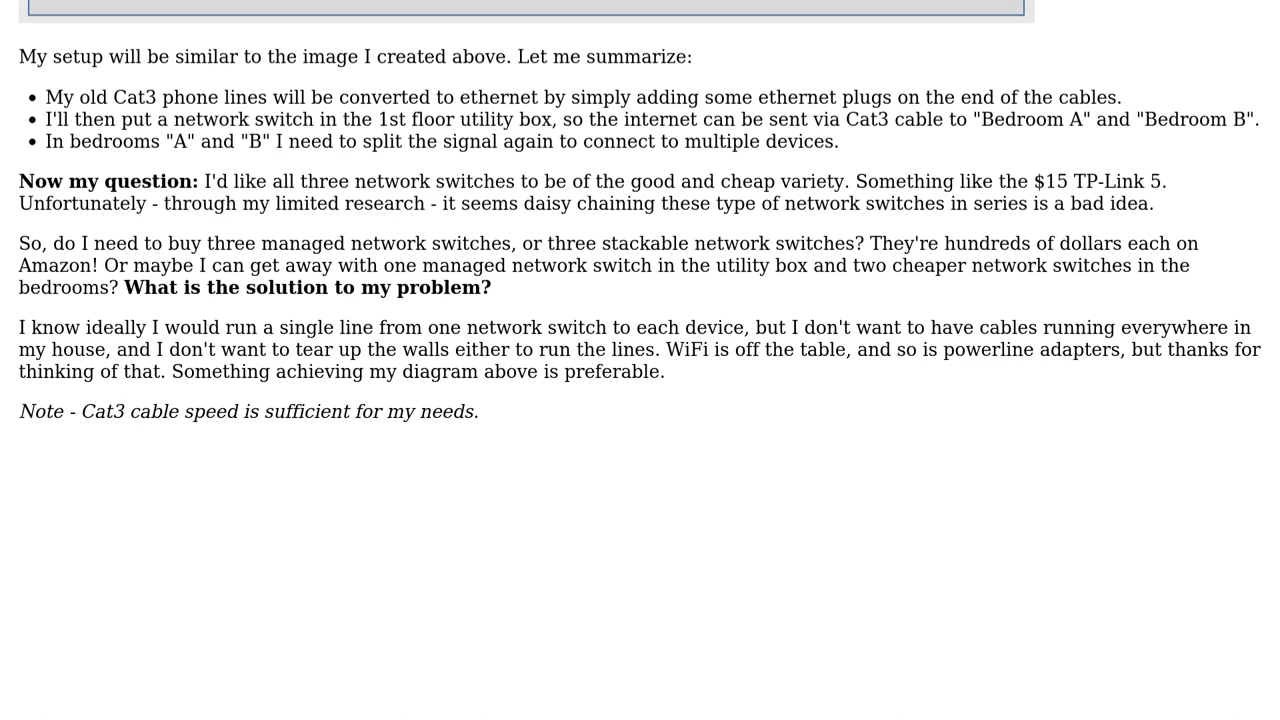 My setup will be similar to the image I created above. Let me summarize:
• My old Cat3 phone lines will be converted to ethernet by simply adding some ethernet plugs on the end of the cables.
• I'll then put a network switch in the 1st floor utility box, so the internet can be sent via Cat3 cable to "Bedroom A" and "Bedroom B".
• In bedrooms "A" and "B" I need to split the signal again to connect to multiple devices.
Now my question: I'd like all three network switches to be of the good and cheap variety. Something like the $15 TP-Link 5.
Unfortunately - through my limited research - it seems daisy chaining these type of network switches in series is a bad idea.
So, do I need to buy three managed network switches, or three stackable network switches? They're hundreds of dollars each on
Amazon! Or maybe I can get away with one managed network switch in the utility box and two cheaper network switches in the
bedrooms? What is the solution to my problem?
I know ideally I would run a single line from one network switch to each device, but I don't want to have cables running everywhere in
my house, and I don't want to tear up the walls either to run the lines. WiFi is off the table, and so is powerline adapters, but thanks for
thinking of that. Something achieving my diagram above is preferable.
Note - Cat3 cable speed is sufficient for my needs.